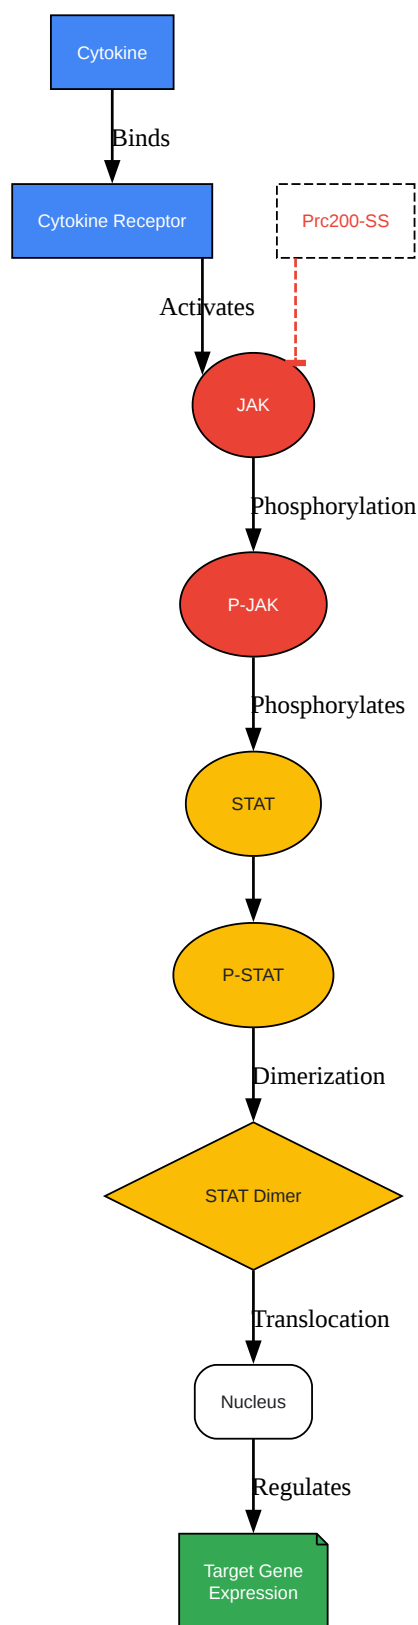 Cytokine
Binds
Cytokine Receptor
Prc200-SS
Activates
JAK
Phosphorylation
P-JAK
Phosphorylates
STAT
P-STAT
Dimerization
STAT Dimer
Translocation
Nucleus
Regulates
Target Gene
Expression